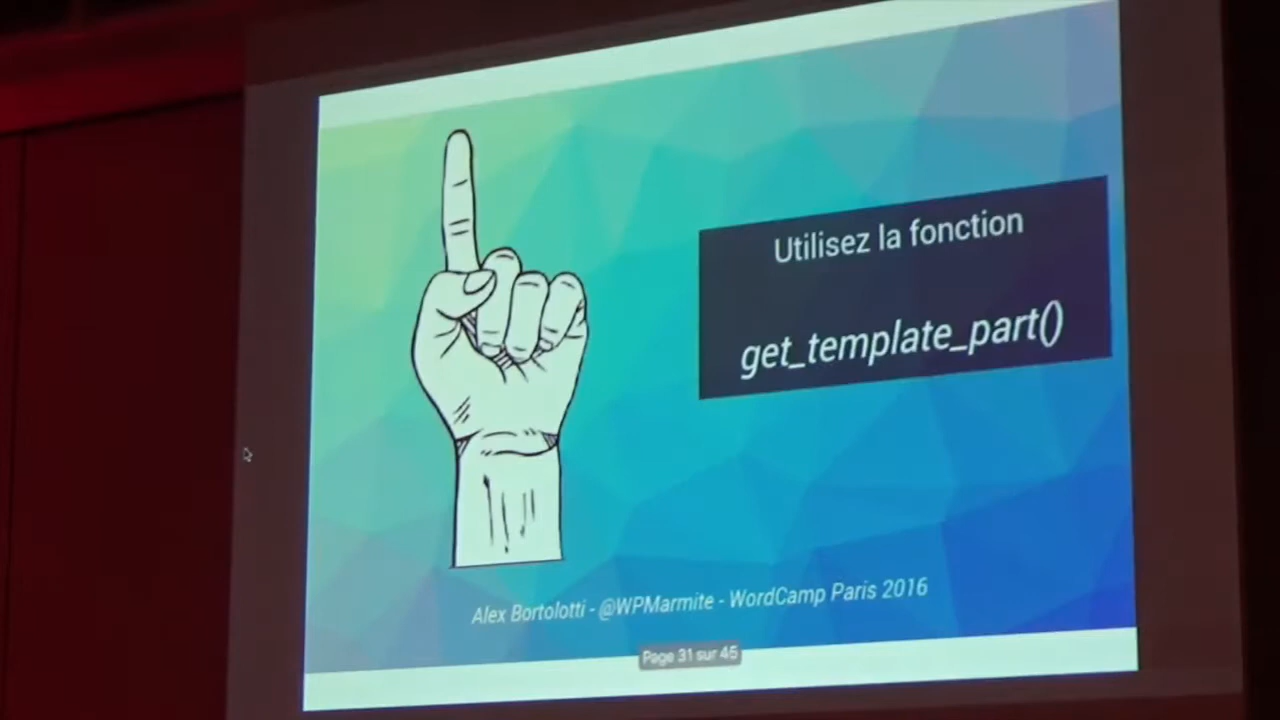 Utilisez la fonction
get_template_part()
Alex Bortolotti - @WPMarmite - WordCamp Paris 2016
Page 31 sur 45